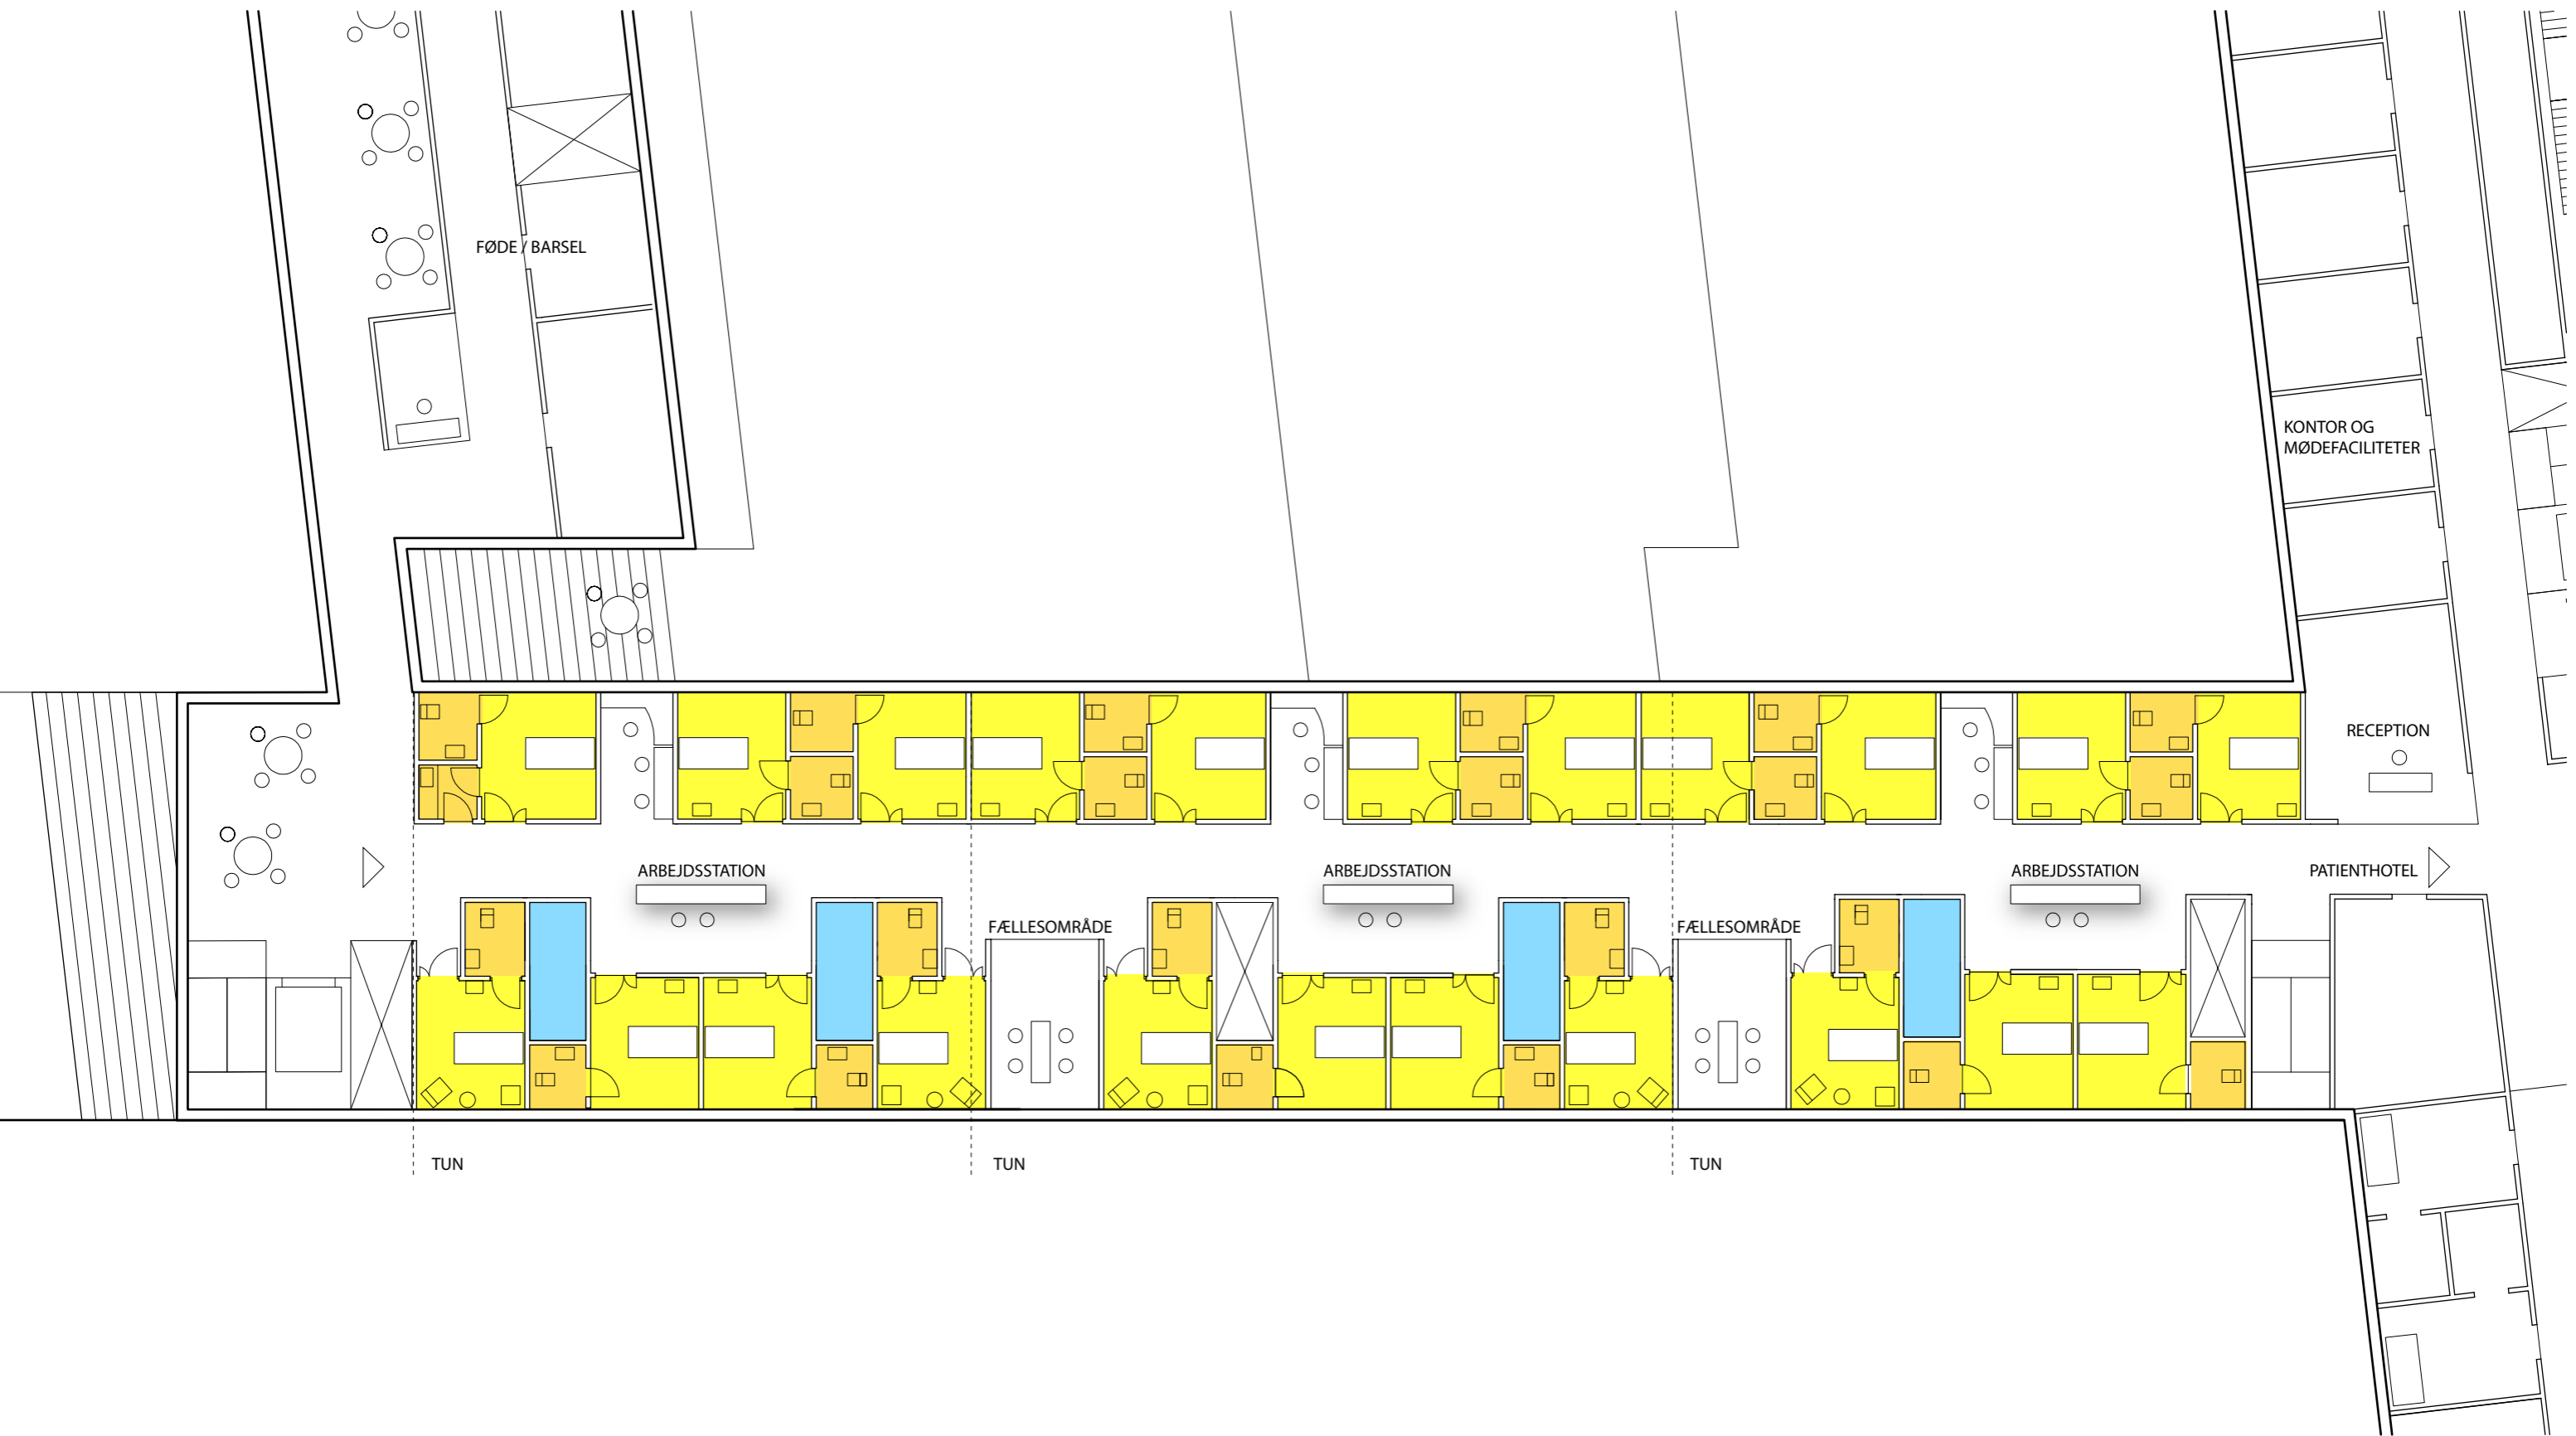 FØDE / BARSEL
KONTOR OG
MØDEFACILITETER
RECEPTION
ARBEJDSSTATION
ARBEJDSSTATION
ARBEJDSSTATION
PATIENTHOTEL
FÆLLESOMRÅDE
FÆLLESOMRÅDE
TUN
TUN
TUN